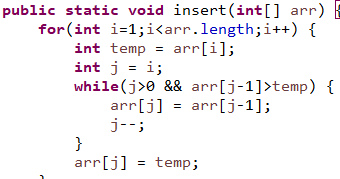 public static void insert(int[] arr) {
for(int i=1;i<arr.length;i++) {
int temp = arr[i];
int j = i;
while(j>0 && arr[j-1]>temp) {
arr[j] = arr[j-1];
j--;
}
arr[j] = temp;